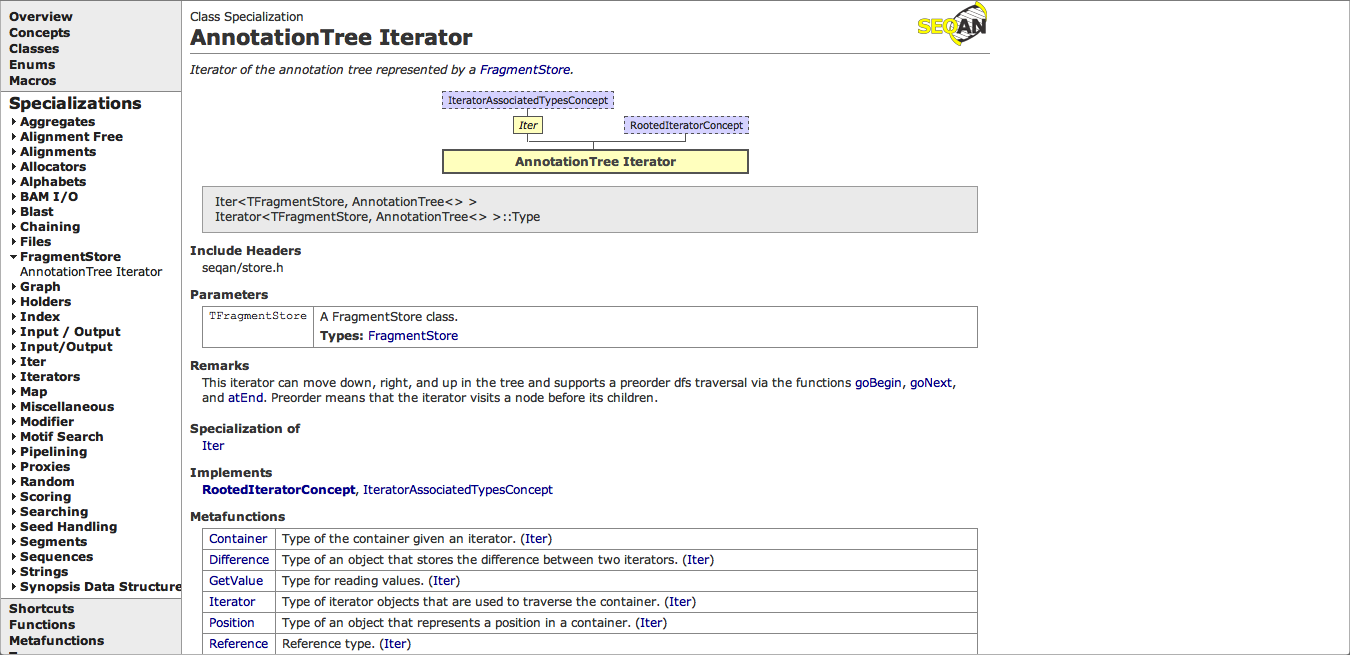 Overview
Concepts
Classes
Enums
Macros
Specializations
Aggregates
Alignment Free
Alignments
Allocators
Alphabets
BAM I/O
Blast
Chaining
Files
FragmentStore
AnnotationTree Iterator
Graph
Holders
Index
Input / Output
Input/Output
Iter
Iterators
Map
Miscellaneous
Modifier
Motif Search
Pipelining
Proxies
Random
Scoring
Searching
Seed Handling
Segments
Sequences
Strings
Synopsis Data Structure
Shortcuts
Functions
Metafunctions
Class Specialization
AnnotationTree Iterator
SEQAN
Iterator of the annotation tree represented by a FragmentStore.
IteratorAssociatedTypesConcept
Iter
RootedIteratorConcept
AnnotationTree Iterator
Iter<TFragmentStore, AnnotationTree<> >
Iterator<TFragmentStore, AnnotationTree<> >::Type
Include Headers
seqan/store.h
Parameters
TFragmentStore A FragmentStore class.
Types: FragmentStore
Remarks
This iterator can move down, right, and up in the tree and supports a preorder dfs traversal via the functions goBegin, goNext,
and atEnd. Preorder means that the iterator visits a node before its children.
Specialization of
Iter
Implements
RootedIteratorConcept, IteratorAssociatedTypesConcept
Metafunctions
Container Type of the container given an iterator. (Iter)
Difference Type of an object that stores the difference between two iterators. (Iter)
GetValue Type for reading values. (Iter)
Iterator Type of iterator objects that are used to traverse the container. (Iter)
Position Type of an object that represents a position in a container. (Iter)
Reference Reference type. (Iter)